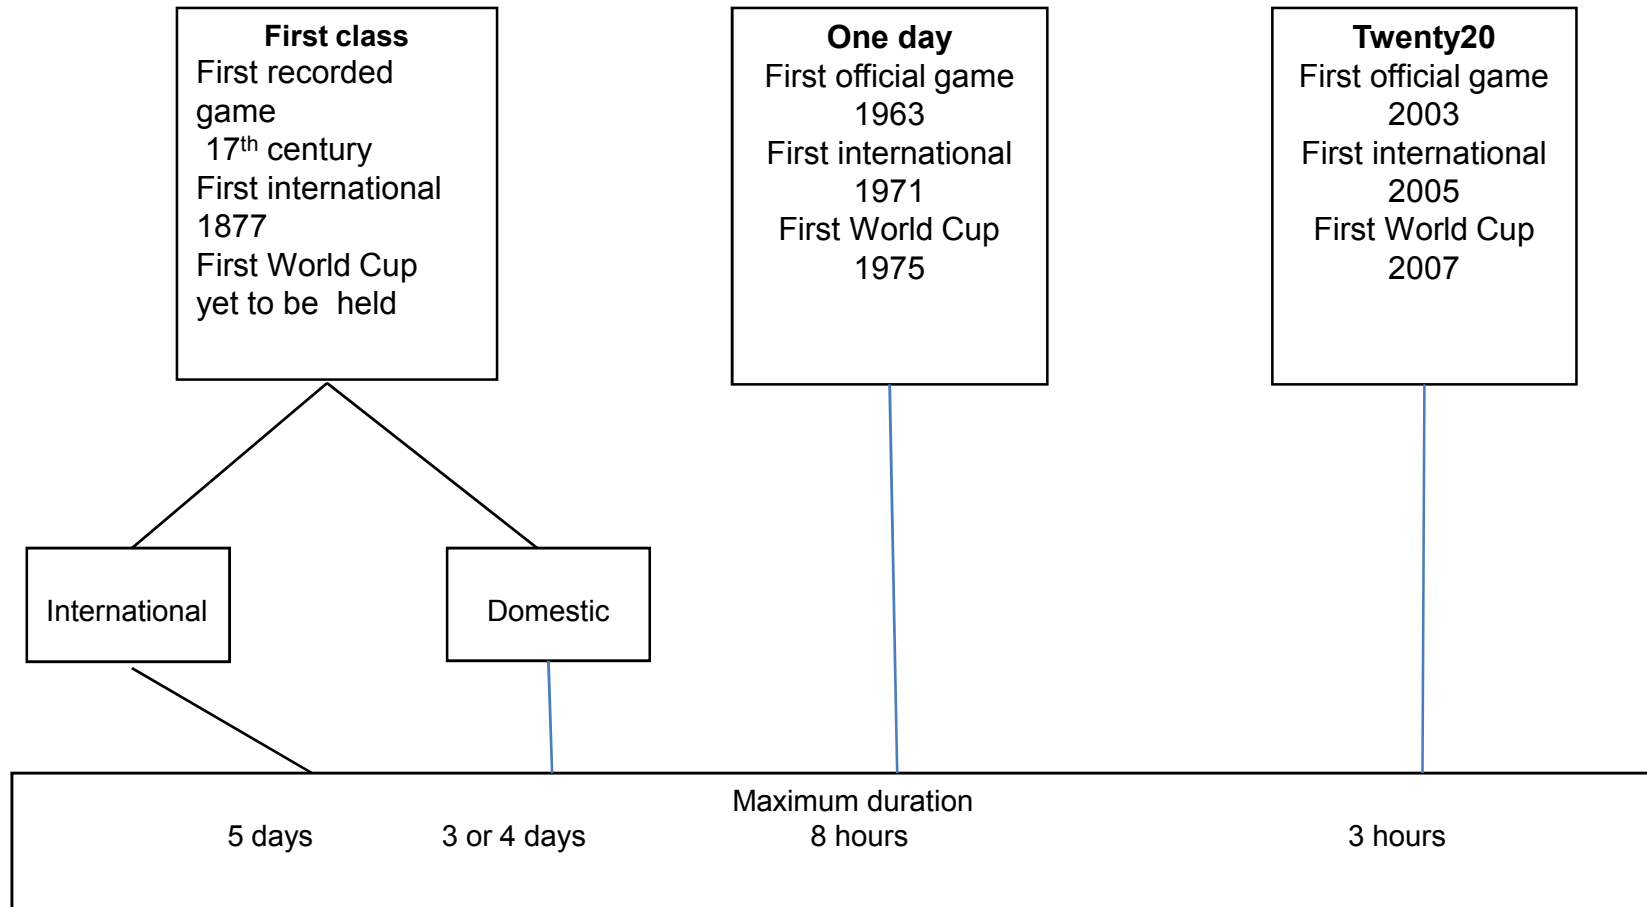 First class
First recorded
game
17th century
First international
1877
First World Cup
yet to be held
One day
First official game
1963
First international
1971
First World Cup
1975
Twenty20
First official game
2003
First international
2005
First World Cup
2007
International
Domestic
Maximum duration
5 days 3 or 4 days 8 hours 3 hours